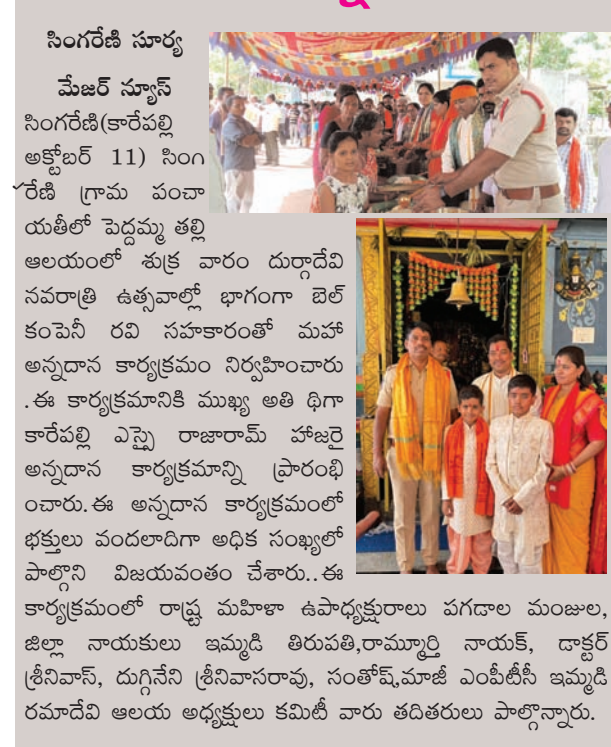 సింగరేణి సూర్య
మేజర్ న్యూస్
సింగరేణి(కారేపల్లి
అక్టోబర్ 11) సింగ
రేణి గ్రామ పంచా
యతీలో పెద్దమ్మ తల్లి
ఆలయంలో శుక్ర వారం దుర్గాదేవి
నవరాత్రి ఉత్సవాల్లో భాగంగా బెల్
కంపెనీ రవి సహకారంతో మహా
అన్నదాన కార్యక్రమం నిర్వహించారు
.ఈ కార్యక్రమానికి ముఖ్య అతి థిగా
కారేపల్లి ఎస్సై రాజారామ్ హాజరై
అన్నదాన కార్యక్రమాన్ని ప్రారంభి
ంచారు.ఈ అన్నదాన కార్యక్రమంలో
భక్తులు వందలాదిగా అధిక సంఖ్యలో
పాల్గొని విజయవంతం చేశారు..ఈ
కార్యక్రమంలో రాష్ట్ర మహిళా ఉపాధ్యక్షురాలు పగడాల మంజుల,
జిల్లా నాయకులు ఇమ్మడి తిరుపతి,రామ్మూర్తి నాయక్, డాక్టర్
శ్రీనివాస్, దుగ్గినేని శ్రీనివాసరావు, సంతోష్,మాజీ ఎంపీటీసీ ఇమ్మడి
రమాదేవి ఆలయ అధ్యక్షులు కమిటీ వారు తదితరులు పాల్గొన్నారు.